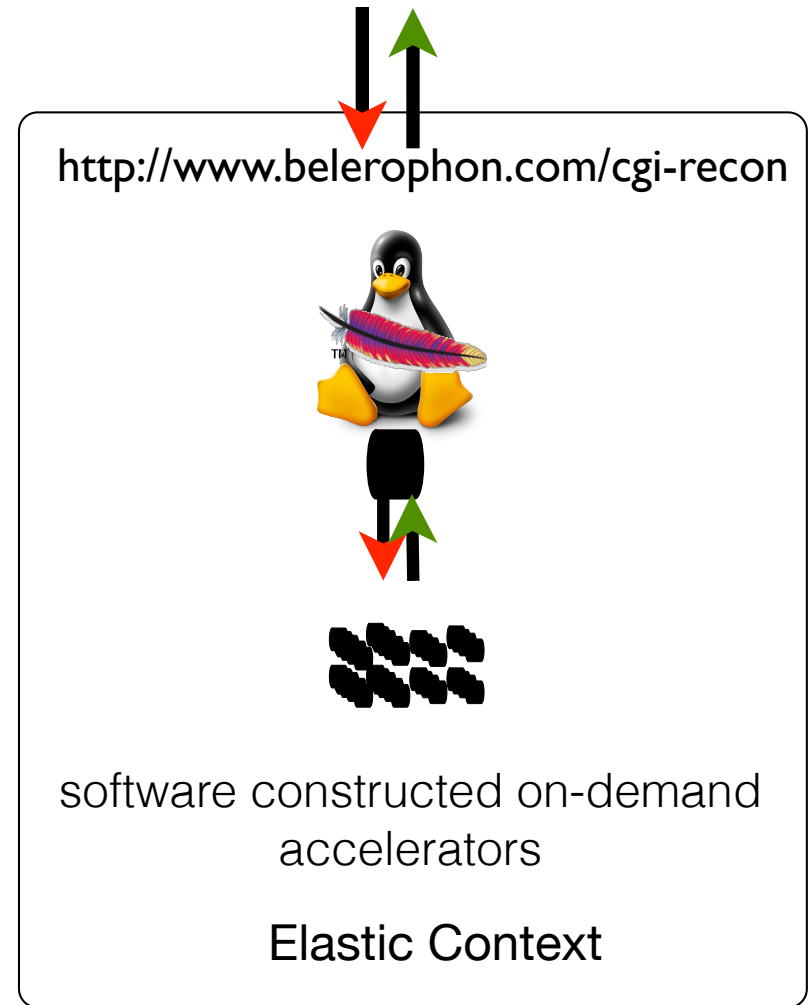 http://www.belerophon.com/cgi-recon
TM
software constructed on-demand
accelerators
Elastic Context